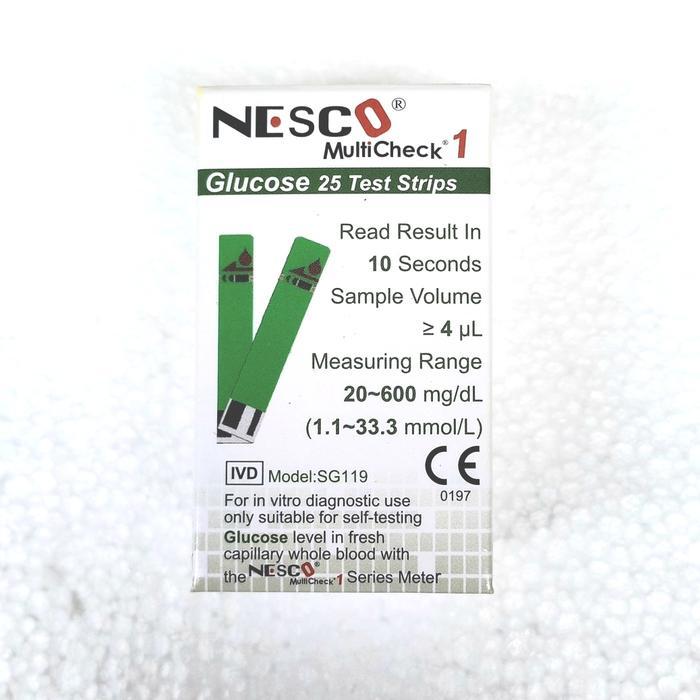 NESCO®
MultiCheck® 1
Glucose 25 Test Strips
Read Result In
10 Seconds
Sample Volume
≥ 4 µL
Measuring Range
20~600 mg/dL
(1.1~33.3 mmol/L)
CE
0197
IVD Model:SG119
For in vitro diagnostic use
only suitable for self-testing
Glucose level in fresh
capillary whole blood with
the NESCO® MultiCheck® 1 Series Meter